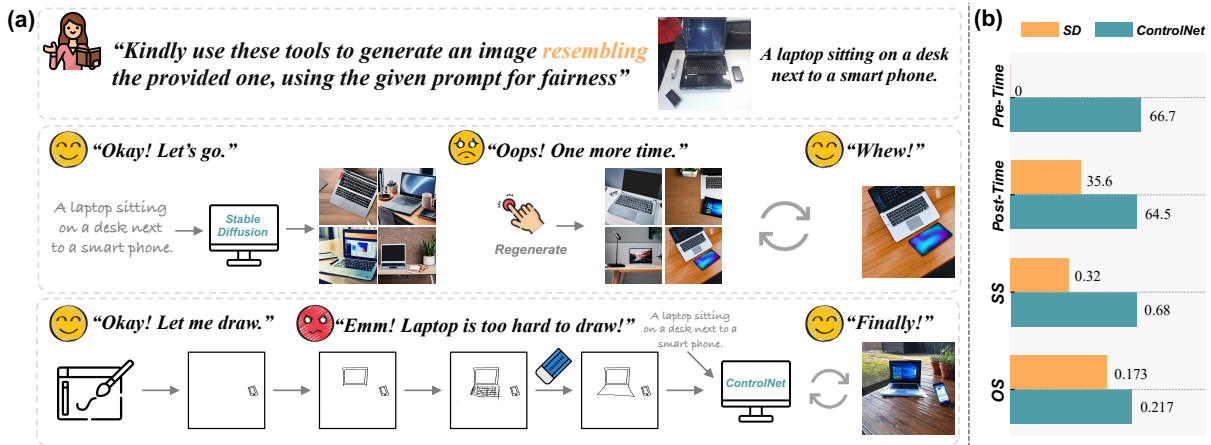 (a)
“Kindly use these tools to generate an image resembling
the provided one, using the given prompt for fairness”
A laptop sitting on a desk
next to a smart phone.
“Okay! Let’s go.”
“Oops! One more time.”
“Whew!”
A laptop sitting
on a desk next
to a smart phone.
Stable
Diffusion
Regenerate
“Okay! Let me draw.”
“Emm! Laptop is too hard to draw!”
A laptop sitting
on a desk next to a
smart phone.
“Finally!”
ControlNet
(b)
SD
ControlNet
Pre-Time
0
66.7
Post-Time
35.6
64.5
SS
0.32
0.68
OS
0.173
0.217